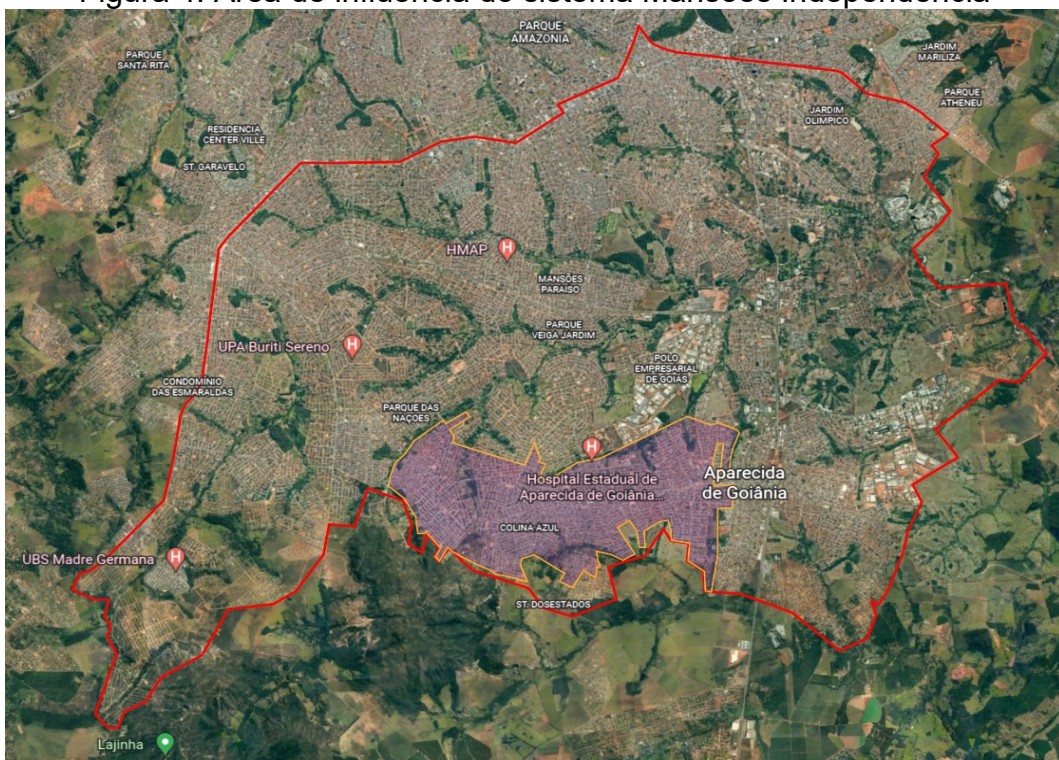 Figura 4. Área de influência do sistema Mansões Independência
PARQUE
AMAZONIA
JARDIM
MARILIZA
PARQUE
SANTA RITA
PARQUE
ATHENEU
JARDIM
OLIMPICO
RESIDENCIA
CENTER VILLE
ST. GARAVELO
HMAP
H
MANSÕES
PARAISO
PARQUE
VEIGA JARDIM
UPA Buriti Sereno
H
POLO
EMPRESARIAL
DE GOIÁS
CONDOMINIO
DAS ESMARALDAS
PARQUE DAS
NAÇOES
H
Hospital Estadual de
Aparecida de Goiânia...
Aparecida
de Goiânia
COLINA AZUL
UBS Madre Germana
H
ST. DOSESTADOS
Lajinha